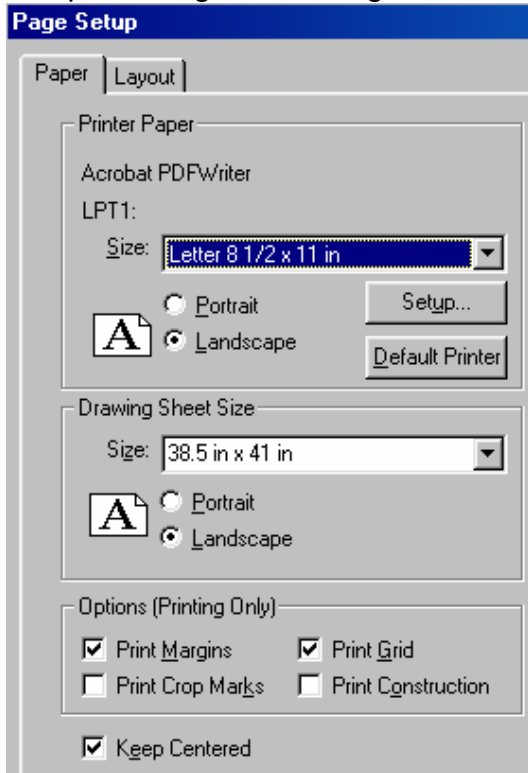 Page Setup
Paper Layout
Printer Paper
Acrobat PDFWriter
LPT1:
Size: Letter 8 1/2 x 11 in
A
Portrait Setup...
Landscape Default Printer
Drawing Sheet Size
Size: 38.5 in x 41 in
A
Portrait
Landscape
Options (Printing Only)
Print Margins Print Grid
Print Crop Marks Print Construction
Keep Centered